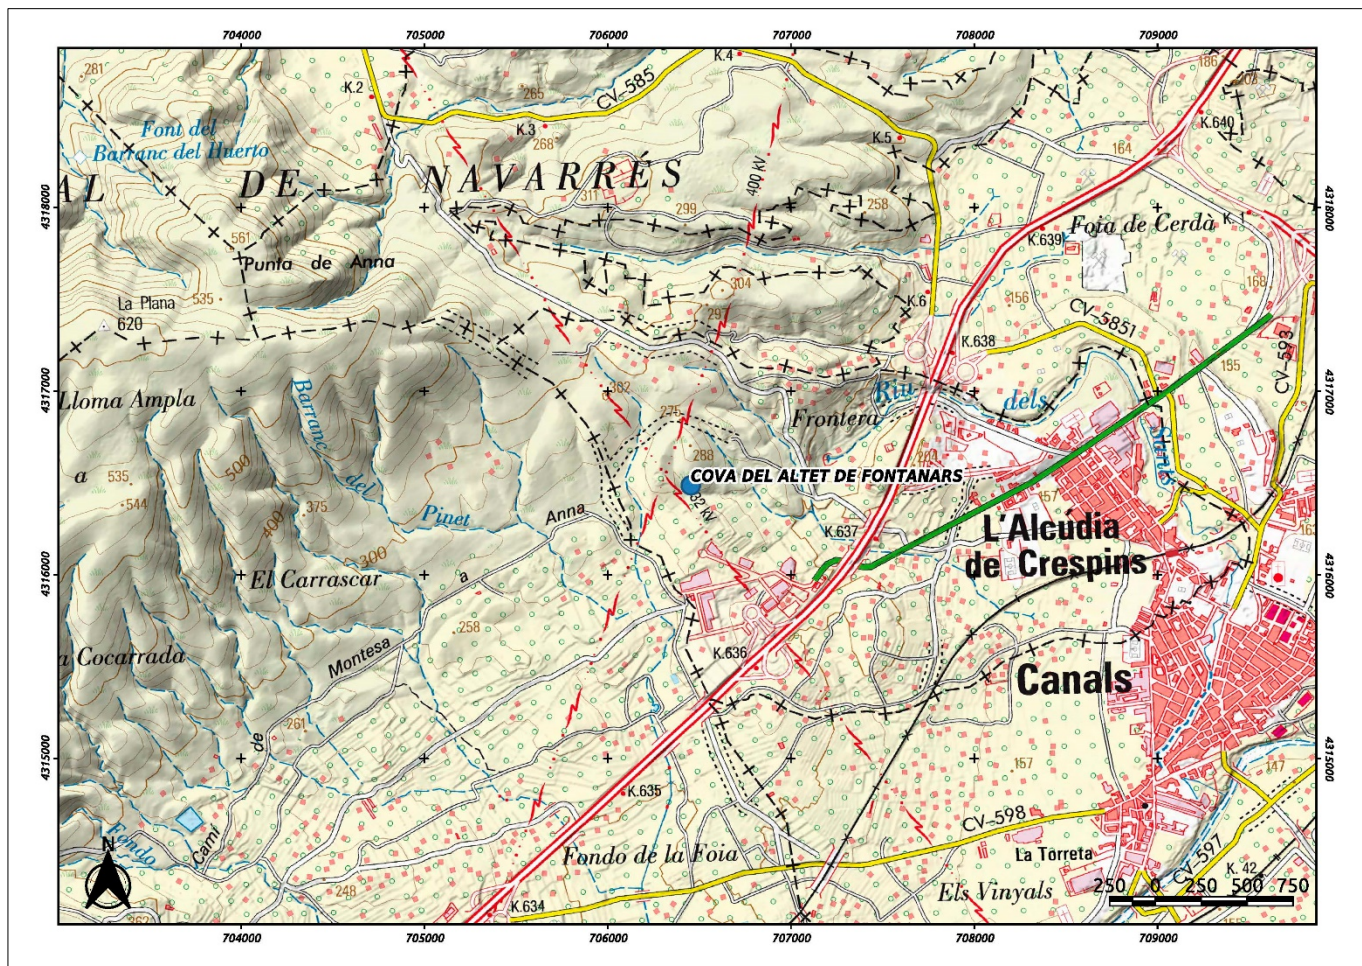 704000 705000 706000 707000 708000 709000
281
K.2
CV-585
K.4
186
K.3
265
268
K.5
K.640
164
Font del
Barranc del Huerto
400 kV
AL DE NAVARRÉS
311
299
258
K.1
4318000
4318000
K.639
Foia de Cerdà
561
Punta de Anna
535
La Plana
620
304
297
K.6
156
168
CV-5851
K.638
CV-593
155
Lloma Ampla
302
275
Frontera
Riu dels Sants
4317000
4317000
Barranc del Pinet
a
535
544
500
400
375
300
288
204
COVA DEL ALTET DE FONTANARS
K.637
157
L'Alcudia
de Crespins
4316000
4316000
El Carrascar
Camí de Montesa a Anna
258
a Cocarrada
K.636
Canals
261
4315000
4315000
157
147
K.635
CV-598
Fondo de la Foia
La Torreta
CV-597
K. 42
Els Vinyals
Fondo
N
248
K.634
250 0 250 500 750
704000 705000 706000 707000 708000 709000